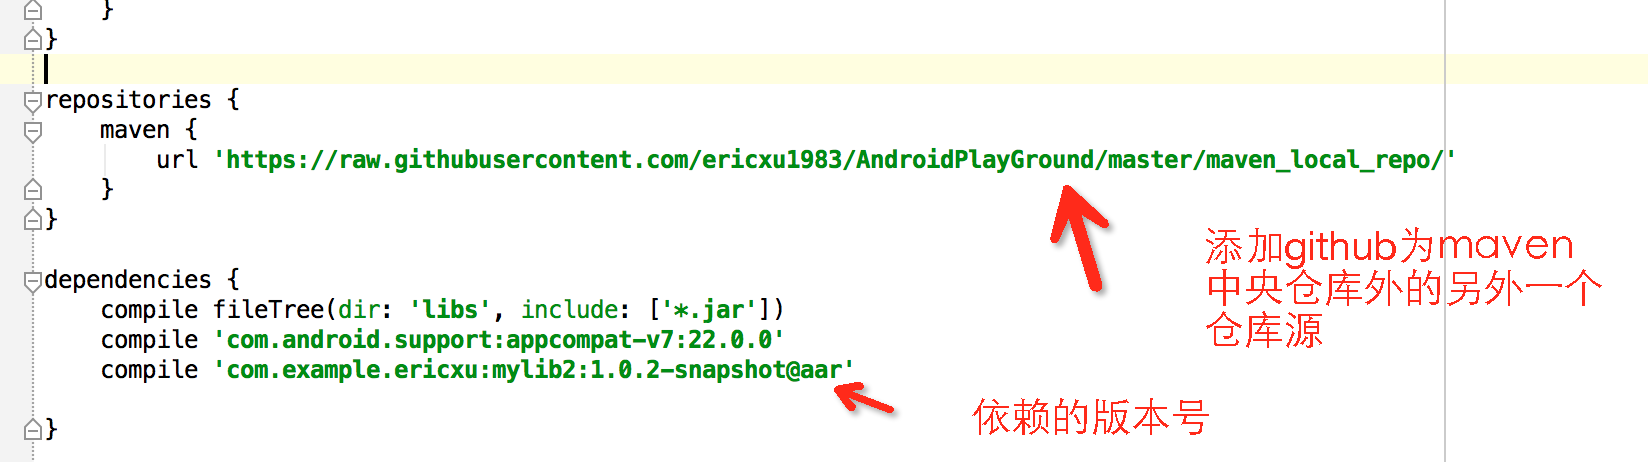 }
}
repositories {
maven {
url 'https://raw.githubusercontent.com/ericxu1983/AndroidPlayGround/master/maven_local_repo/'
}
}
添加github为maven
中央仓库外的另外一个
仓库源
dependencies {
compile fileTree(dir: 'libs', include: ['*.jar'])
compile 'com.android.support:appcompat-v7:22.0.0'
compile 'com.example.ericxu:mylib2:1.0.2-snapshot@aar'
依赖的版本号
}